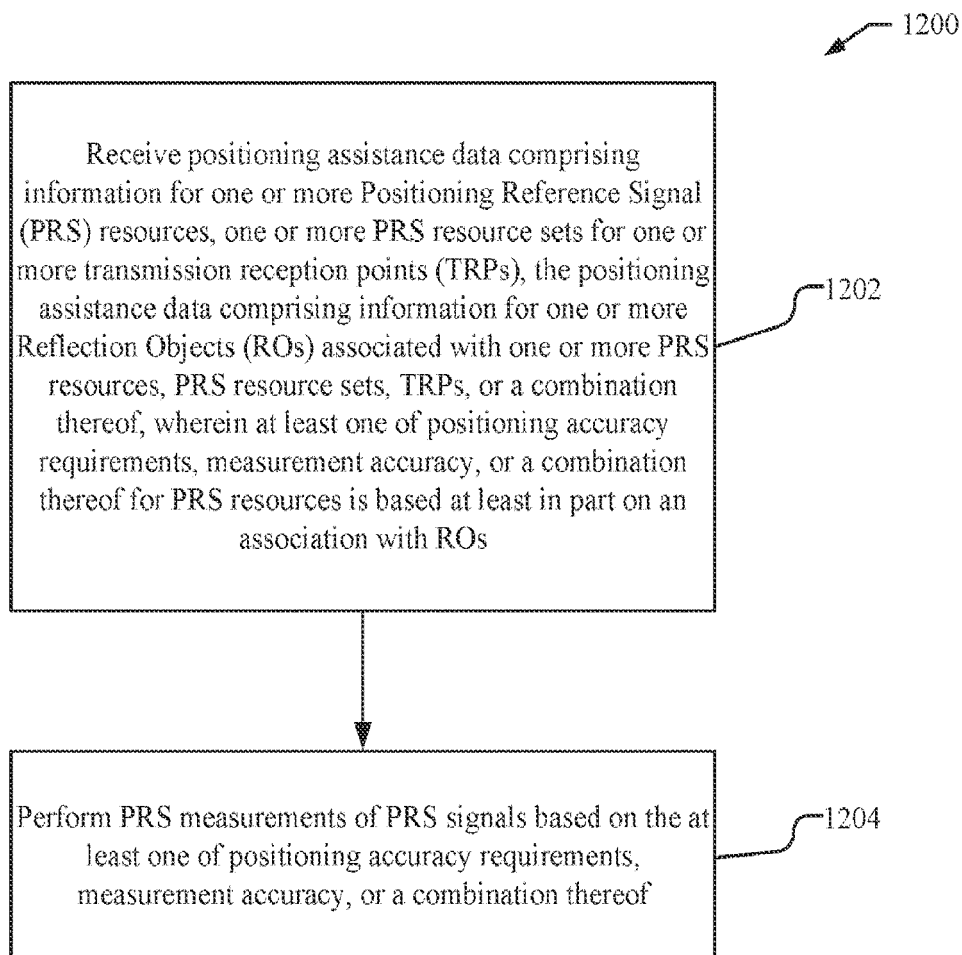 1200
Receive positioning assistance data comprising
information for one or more Positioning Reference Signal
(PRS) resources, one or more PRS resource sets for one or
more transmission reception points (TRPs), the positioning
assistance data comprising information for one or more
Reflection Objects (ROs) associated with one or more PRS
resources, PRS resource sets, TRPs, or a combination
thereof, wherein at least one of positioning accuracy
requirements, measurement accuracy, or a combination
thereof for PRS resources is based at least in part on an
association with ROs
1202
Perform PRS measurements of PRS signals based on the at
least one of positioning accuracy requirements,
measurement accuracy, or a combination thereof
1204